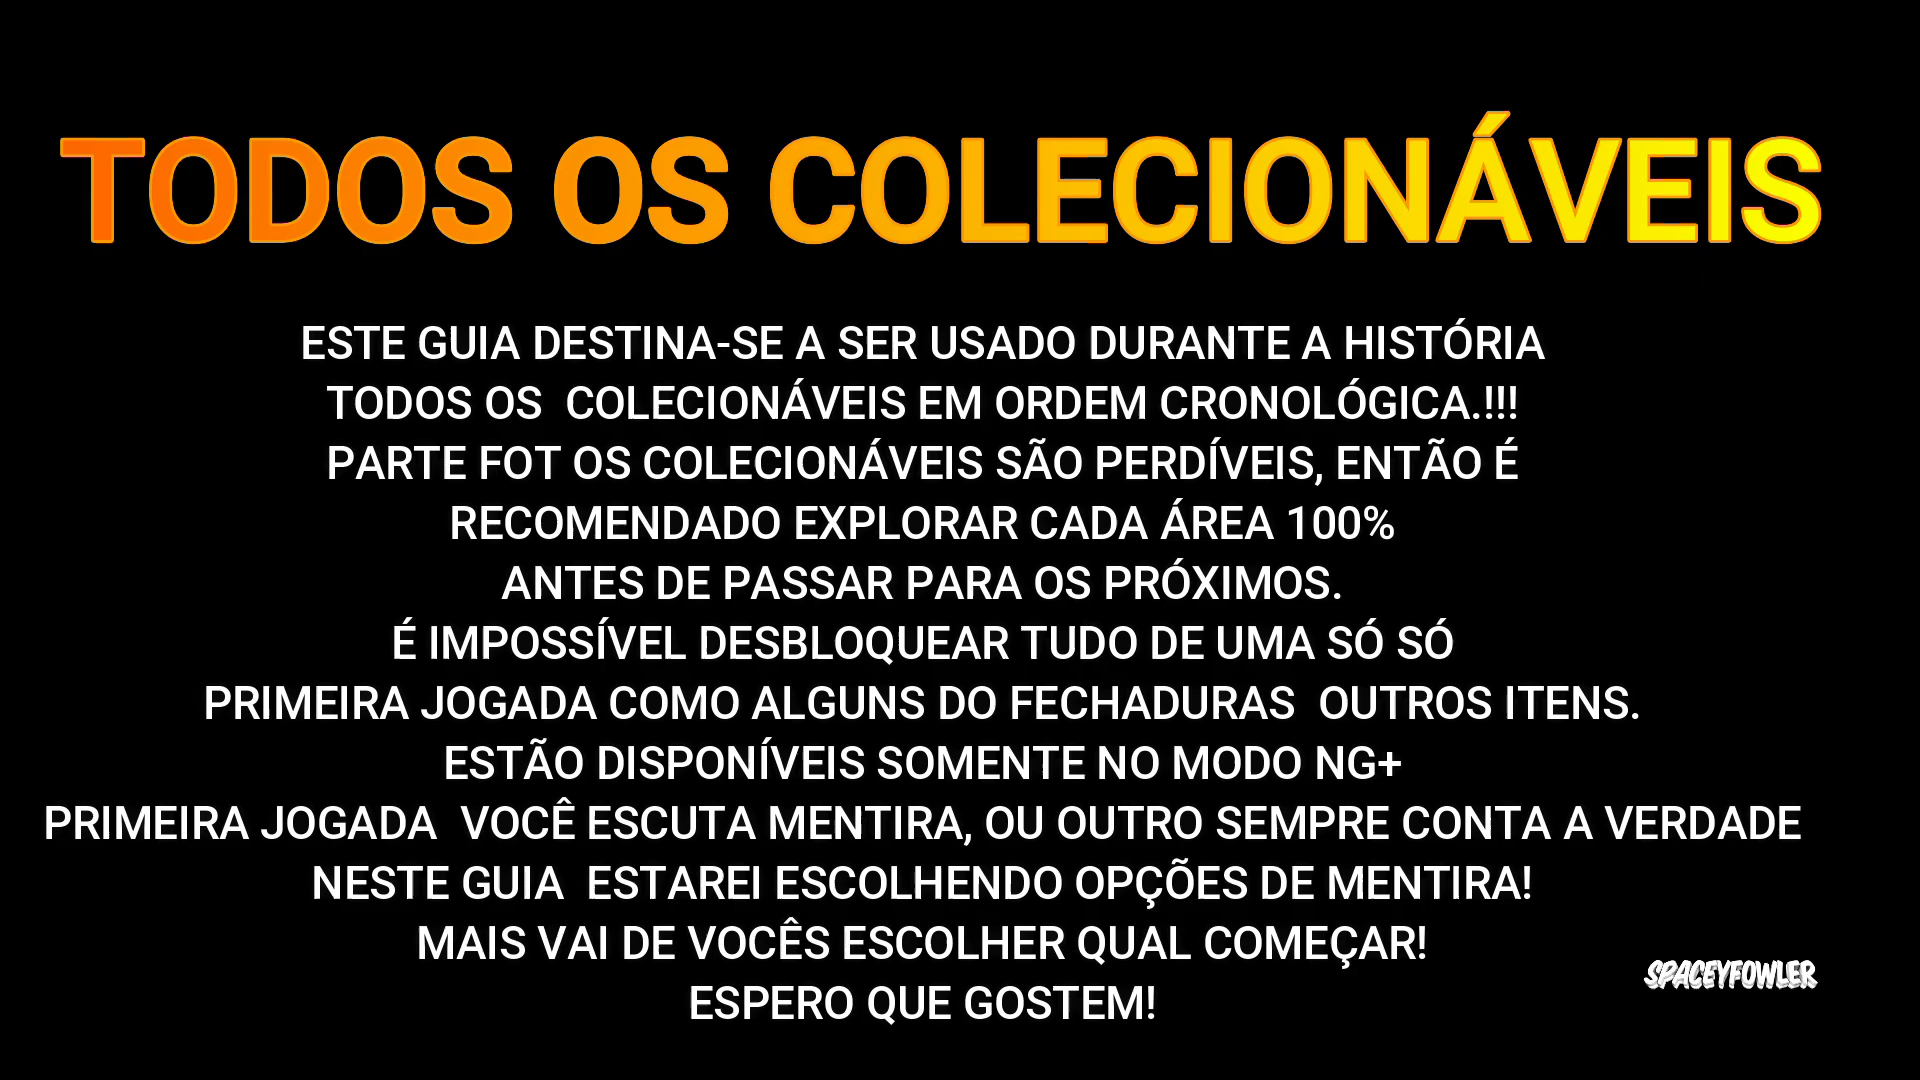 TODOS OS COLECIONÁVEIS
ESTE GUIA DESTINA-SE A SER USADO DURANTE A HISTÓRIA
TODOS OS  COLECIONÁVEIS EM ORDEM CRONOLÓGICA.!!!
PARTE FOT OS COLECIONÁVEIS SÃO PERDÍVEIS, ENTÃO É
RECOMENDADO EXPLORAR CADA ÁREA 100%
ANTES DE PASSAR PARA OS PRÓXIMOS.
É IMPOSSÍVEL DESBLOQUEAR TUDO DE UMA SÓ SÓ
PRIMEIRA JOGADA COMO ALGUNS DO FECHADURAS  OUTROS ITENS.
ESTÃO DISPONÍVEIS SOMENTE NO MODO NG+
PRIMEIRA JOGADA  VOCÊ ESCUTA MENTIRA, OU OUTRO SEMPRE CONTA A VERDADE
NESTE GUIA  ESTAREI ESCOLHENDO OPÇÕES DE MENTIRA!
MAIS VAI DE VOCÊS ESCOLHER QUAL COMEÇAR!
ESPERO QUE GOSTEM!
SPACEYFOWLER